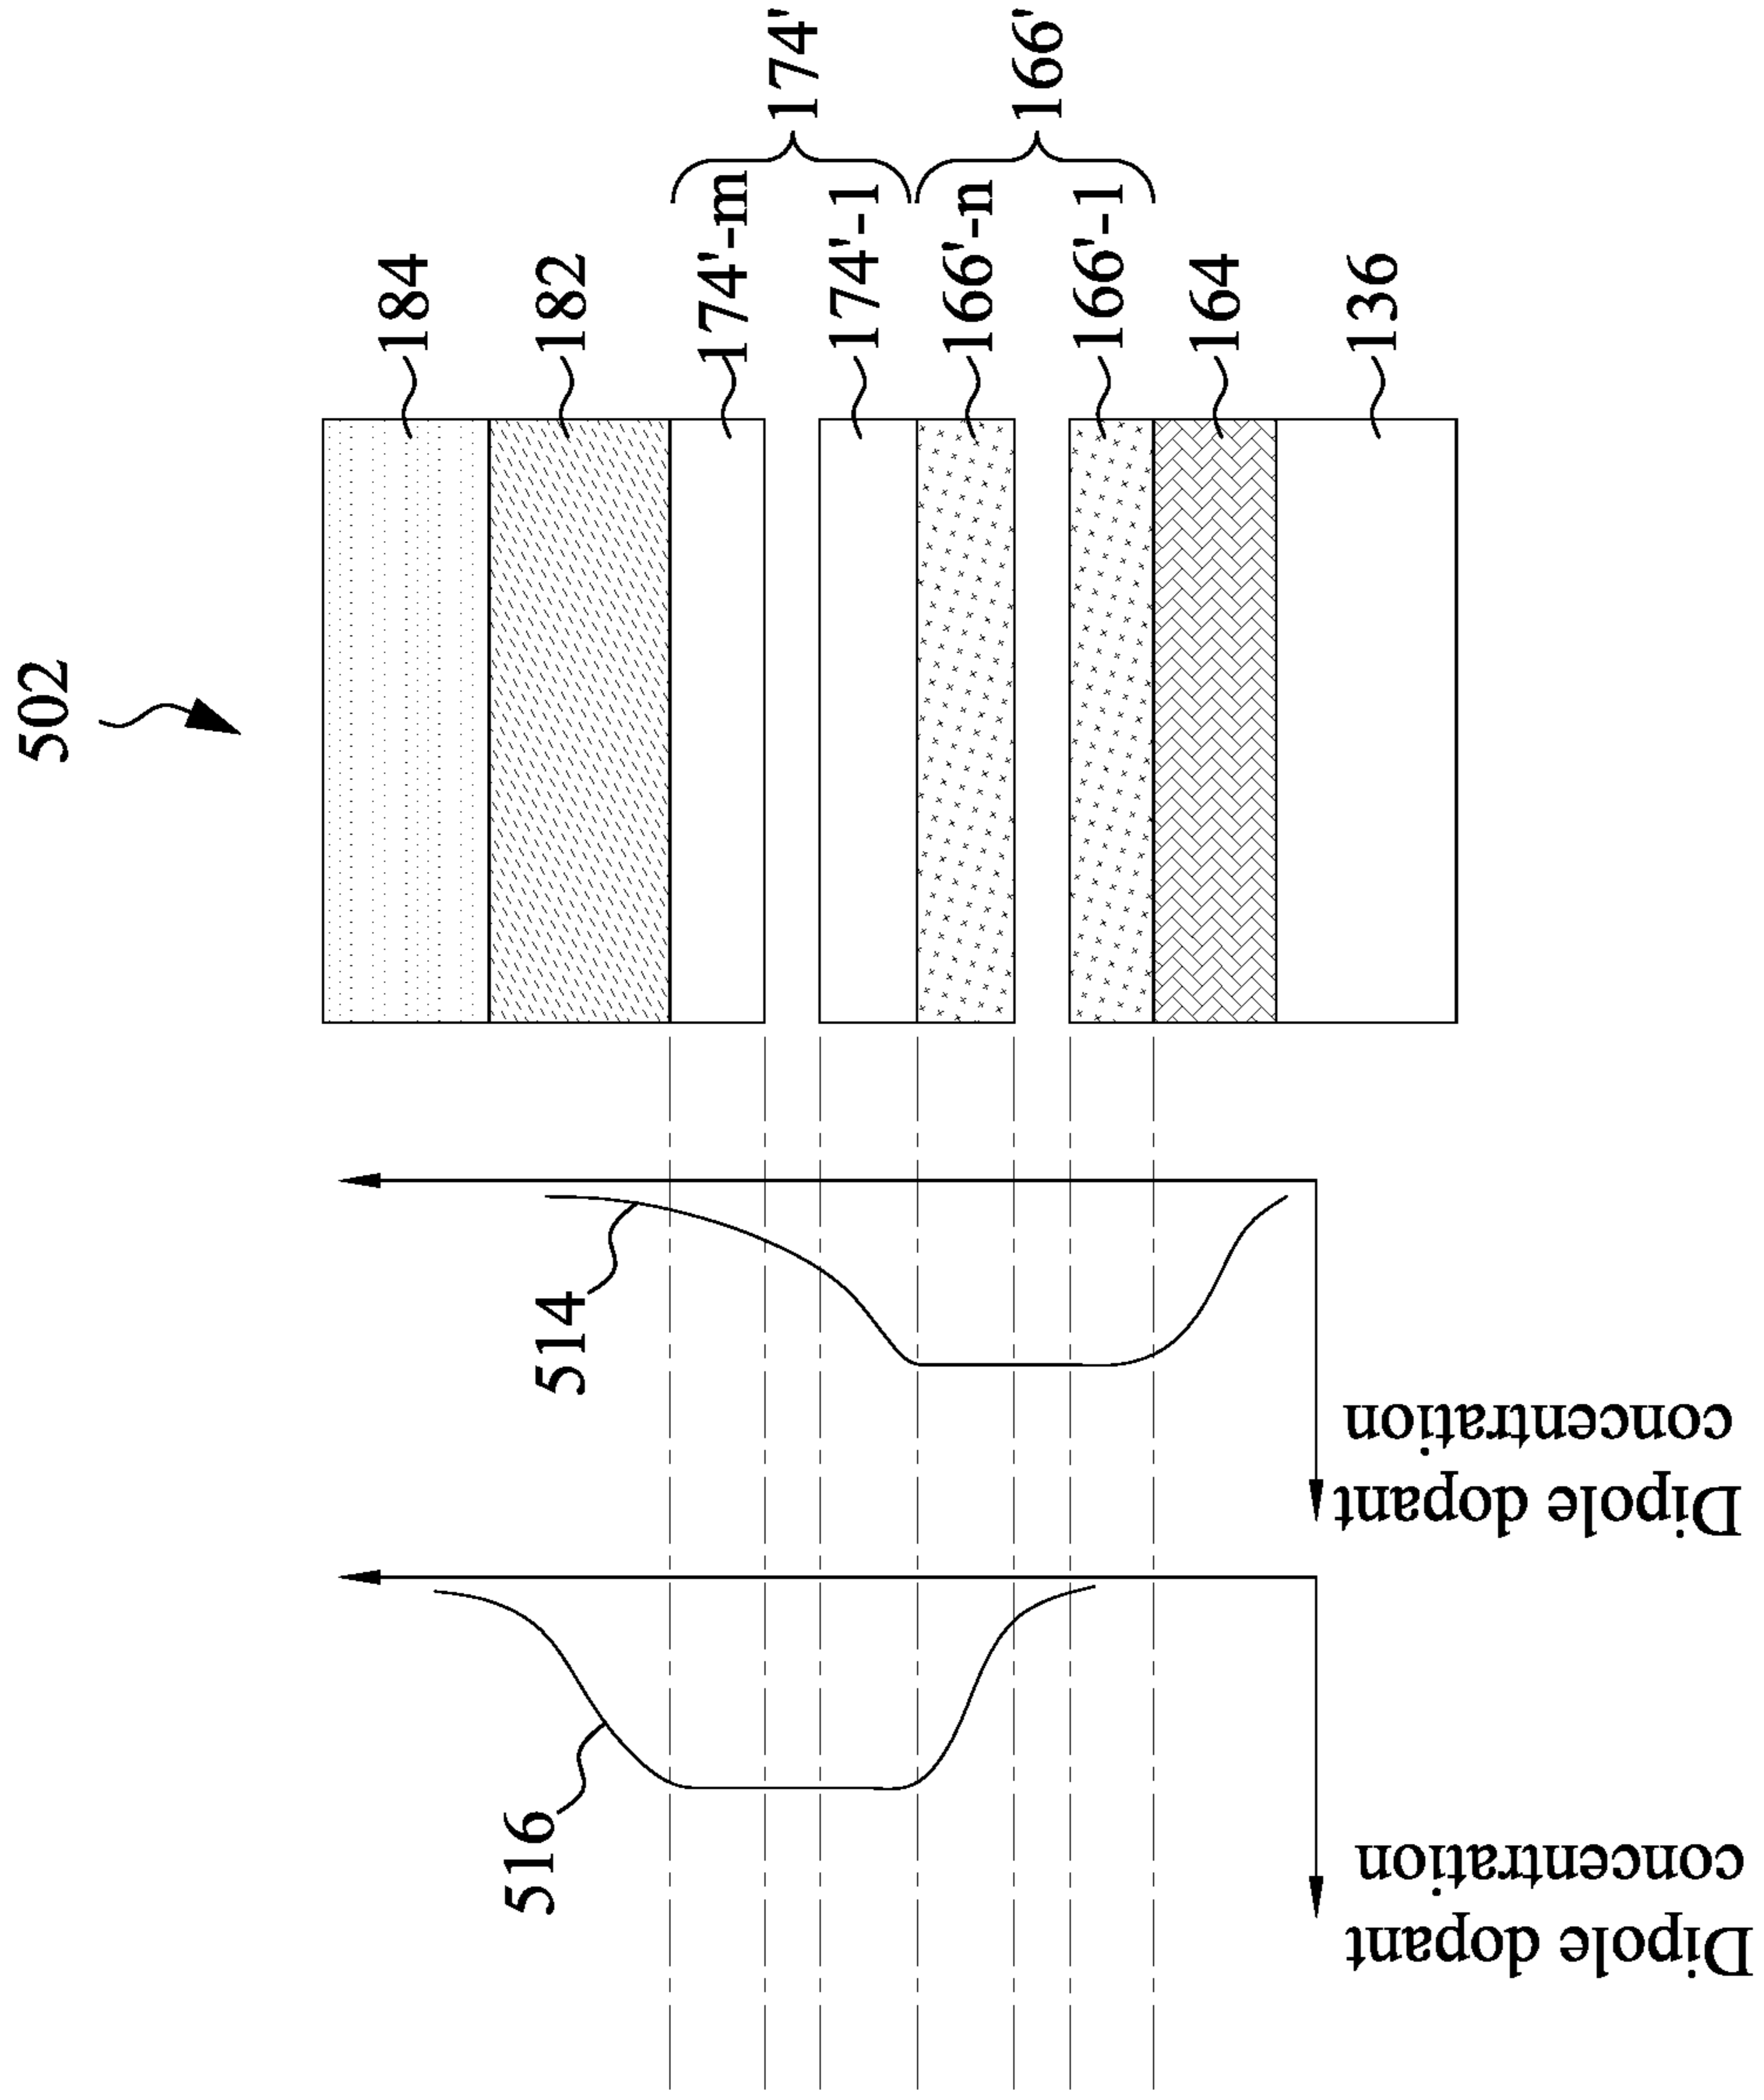 502
184
182
174'-m
174'
174'-1
166'-n
166'
166'-1
164
136
514
516
Dipole dopant
concentration
Dipole dopant
concentration